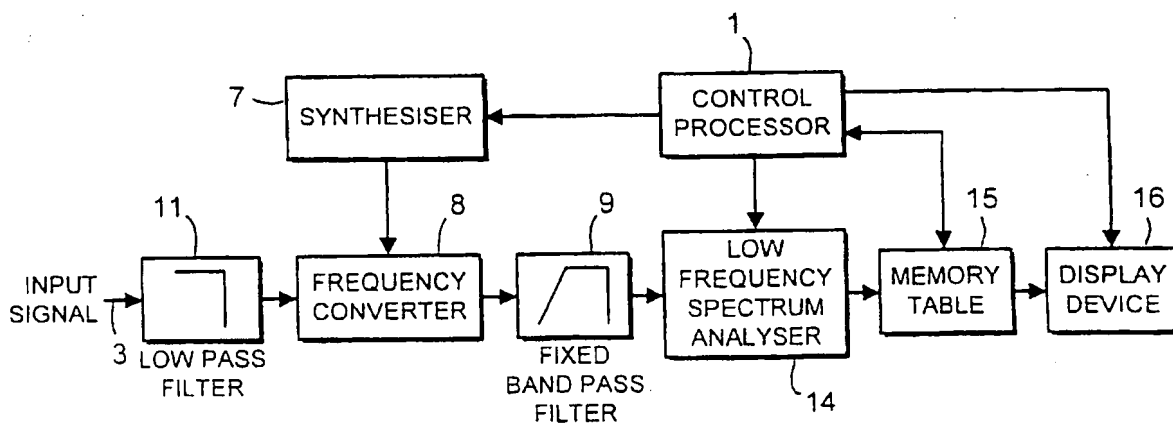 1
7
SYNTHESISER
CONTROL
PROCESSOR
11
8
9
15
16
INPUT
SIGNAL
3
FREQUENCY
CONVERTER
LOW
FREQUENCY
SPECTRUM
ANALYSER
MEMORY
TABLE
DISPLAY
DEVICE
LOW PASS
FILTER
FIXED
BAND PASS
FILTER
14